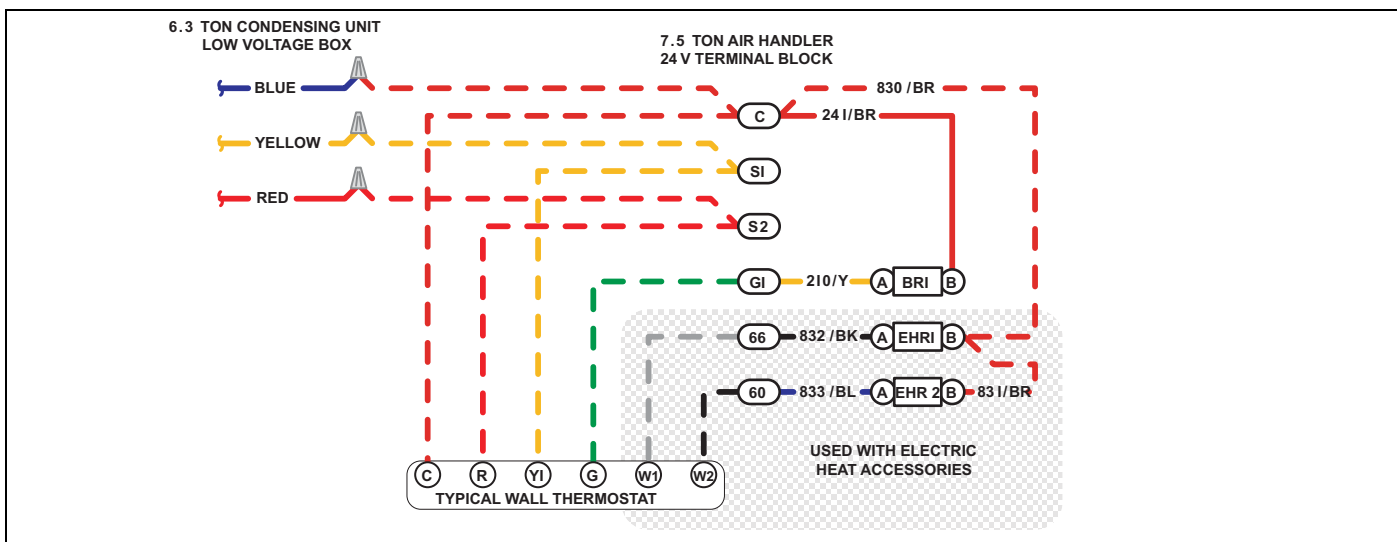 6.3 TON CONDENSING UNIT
LOW VOLTAGE BOX
7.5 TON AIR HANDLER
24 V TERMINAL BLOCK
BLUE
830 /BR
C
24 I/BR
YELLOW
SI
RED
S2
GI
210/Y
A BRI B
66
832 /BK
A EHRI B
60
833 /BL
A EHR 2 B
83 I/BR
USED WITH ELECTRIC
HEAT ACCESSORIES
C R YI G W1 W2
TYPICAL WALL THERMOSTAT